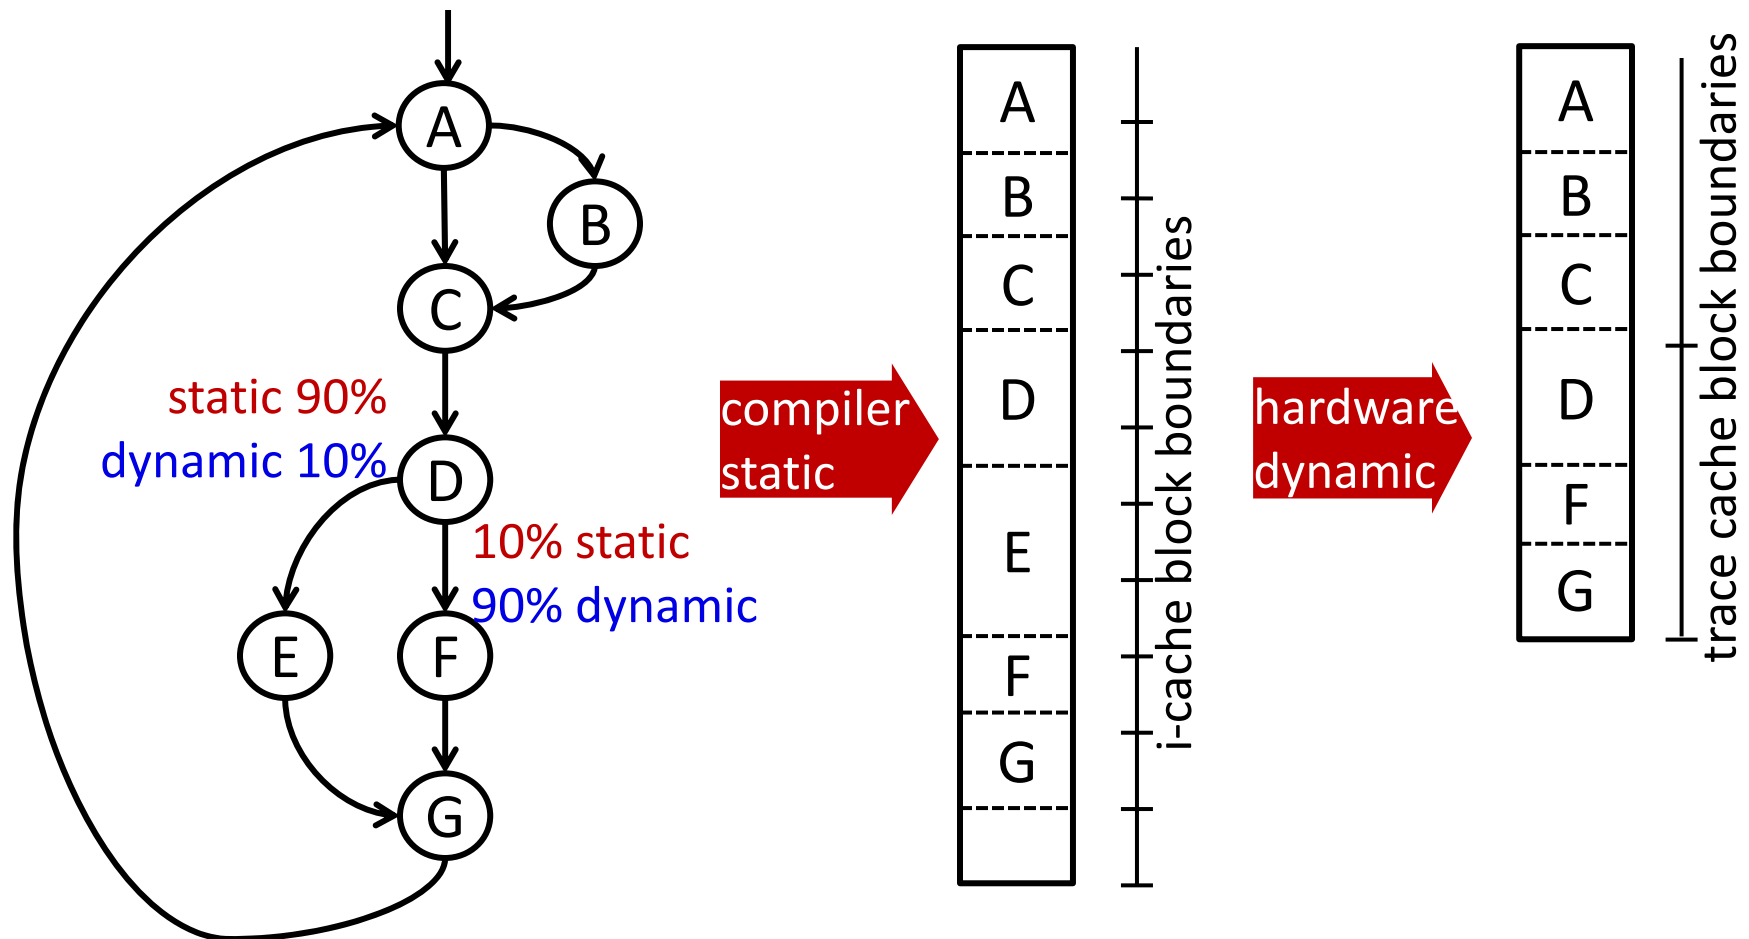 A
B
C
static 90%
dynamic 10%
D
10% static
90% dynamic
E
F
G
compiler
static
A
B
C
D
E
F
G
i-cache block boundaries
hardware
dynamic
A
B
C
D
F
G
trace cache block boundaries